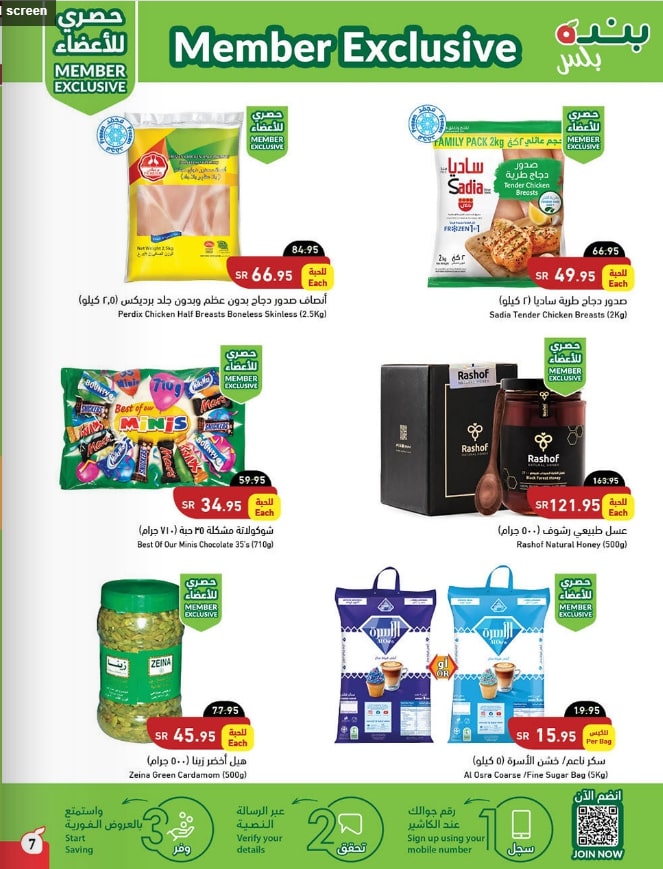 screen
حصري
للأعضاء
MEMBER
EXCLUSIVE
Member Exclusive
بنده
بلس
حصري
للأعضاء
MEMBER
EXCLUSIVE
84.95
SR 66.95
للحبة
Each
أنصاف صدور دجاج بدون عظم وبدون جلد برديكس (٢,٥ كيلو)
Perdix Chicken Half Breasts Boneless Skinless (2.5Kg)
حصري
للأعضاء
MEMBER
EXCLUSIVE
FAMILY PACK 2kg
ساديا
Sadia
صدور
دجاج طرية
Tender Chicken
Breasts
66.95
SR 49.95
للحبة
Each
صدور دجاج طرية ساديا (٢ كيلو)
Sadia Tender Chicken Breasts (2Kg)
حصري
للأعضاء
MEMBER
EXCLUSIVE
Best of our
MINIS
59.95
SR 34.95
للحبة
Each
شوكولاتة مشكلة ٣٥ حبة (٧١٠ جرام)
Best Of Our Minis Chocolate 35's (710g)
حصري
للأعضاء
MEMBER
EXCLUSIVE
Rashof
NATURAL HONEY
Rashof
Rashof
NATURAL HONEY
Black Forest Honey
163.95
SR 121.95
للحبة
Each
عسل طبيعي رشوف (٥٠٠ جرام)
Rashof Natural Honey (500g)
حصري
للأعضاء
MEMBER
EXCLUSIVE
زينا
ZEINA
77.95
SR 45.95
للحبة
Each
هيل أخضر زينا (٥٠٠ جرام)
Zeina Green Cardamom (500g)
حصري
للأعضاء
MEMBER
EXCLUSIVE
الأسرة
أو
OR
الأسرة
19.95
SR 15.95
للكيس
Per Bag
سكر ناعم/ خشن الأسرة (٥ كيلو)
Al Osra Coarse /Fine Sugar Bag (5Kg)
انضم الآن
JOIN NOW
1
سجل
رقم جوالك
عند الكاشير
Sign up using your
mobile number
2
تحقق
عبر الرسالة
النصية
Verify your
details
3
وفر
واستمتع
بالعروض الفورية
Start
Saving
7